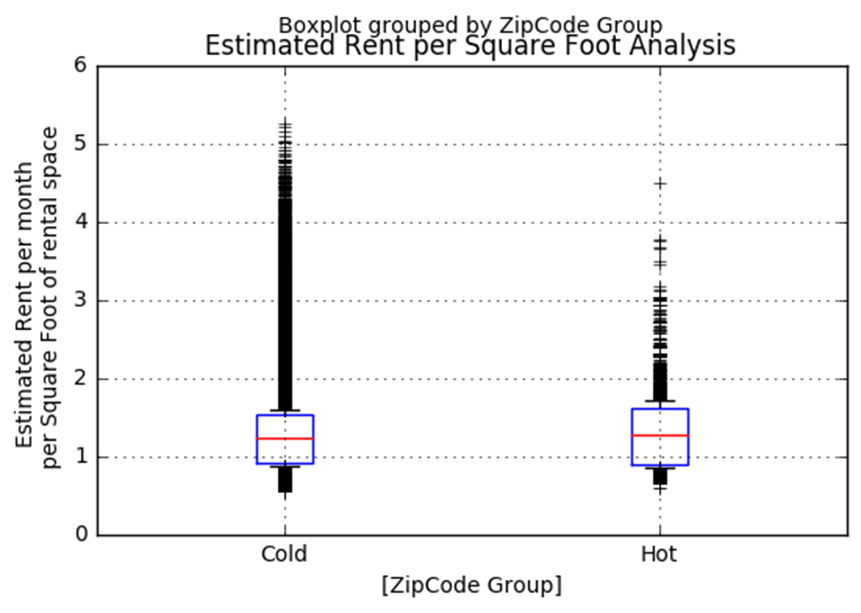 Boxplot grouped by ZipCode Group
Estimated Rent per Square Foot Analysis
Estimated Rent per month
per Square Foot of rental space
6
5
4
3
2
1
0
Cold Hot
[ZipCode Group]